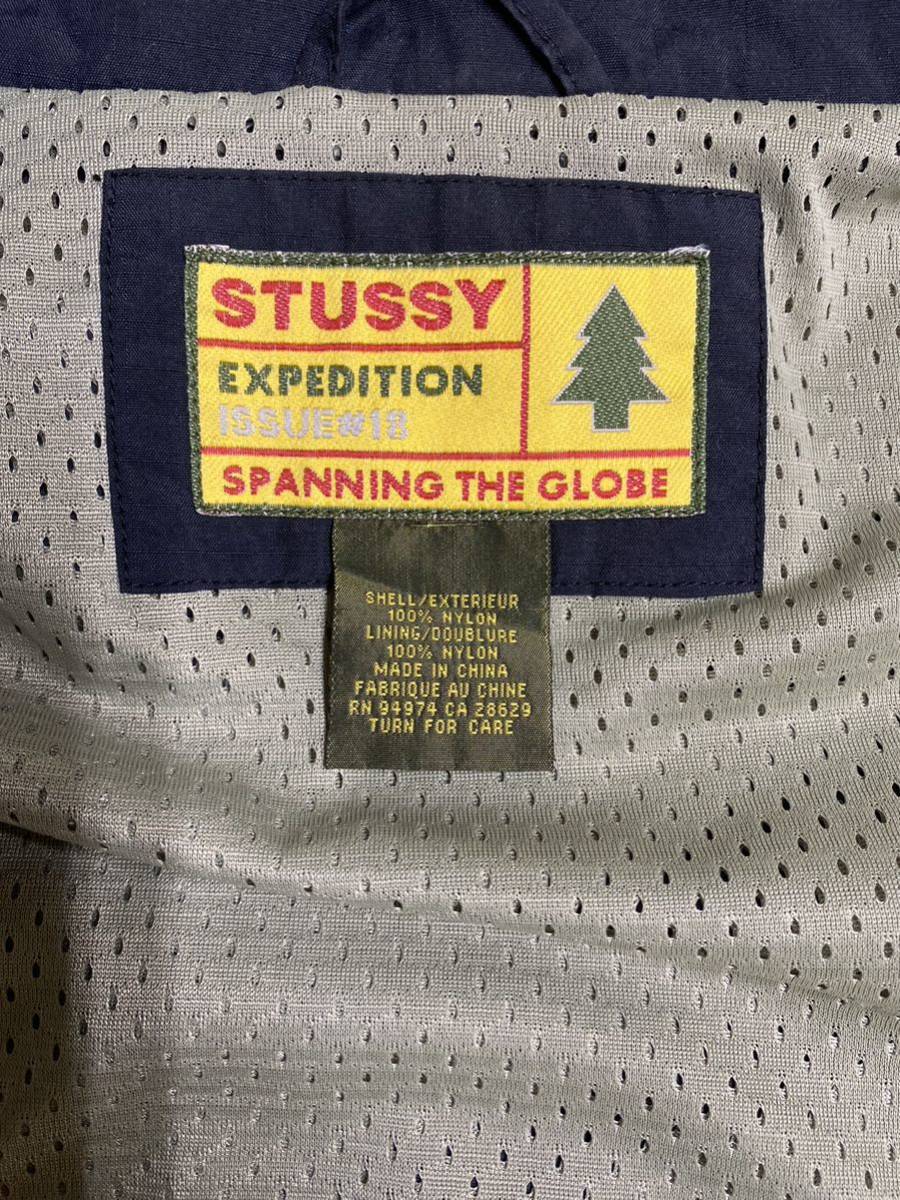 STUSSY
EXPEDITION
ISSUE#18
SPANNING THE GLOBE
SHELL/EXTERIEUR
100% NYLON
LINING/DOUBLURE
100% NYLON
MADE IN CHINA
FABRIQUE AU CHINE
RN 94974 CA 28629
TURN FOR CARE